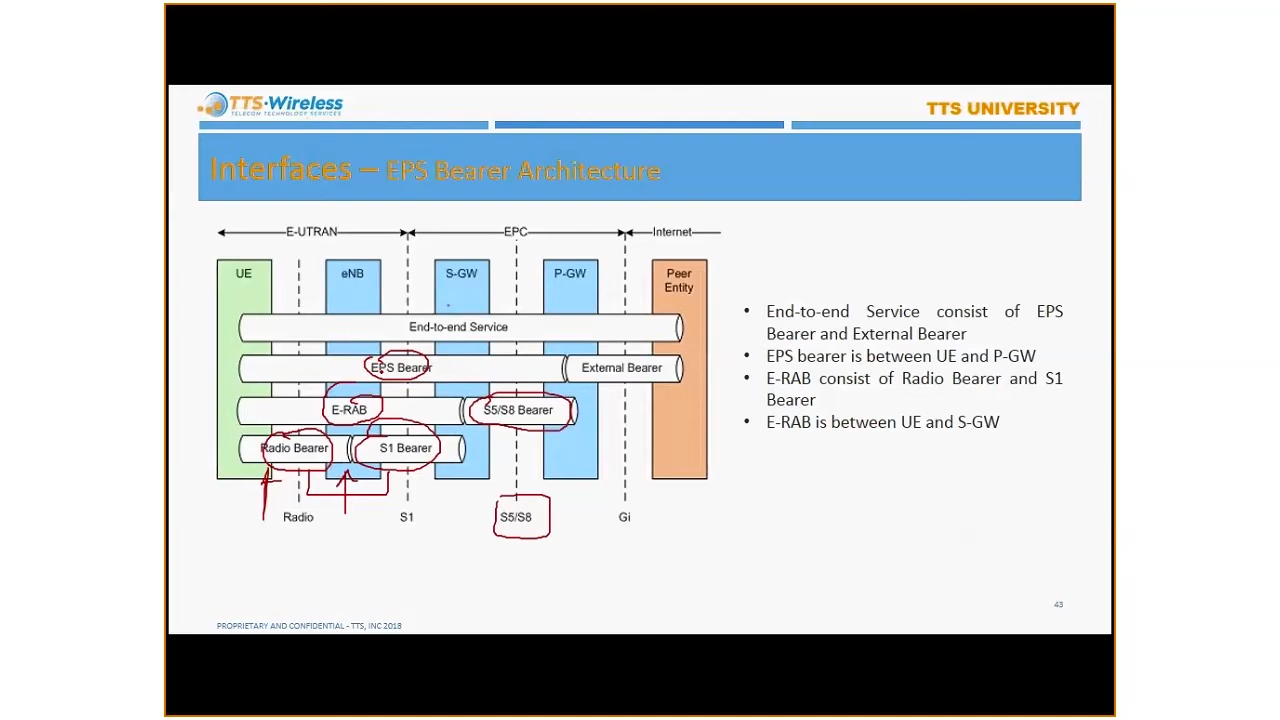 TTS·Wireless
TELECOM TECHNOLOGY SERVICES
TTS UNIVERSITY
Interfaces – EPS Bearer Architecture
E-UTRAN EPC Internet
UE eNB S-GW P-GW Peer
Entity
End-to-end Service
EPS Bearer External Bearer
E-RAB S5/S8 Bearer
Radio Bearer S1 Bearer
Radio S1 S5/S8 Gi
• End-to-end Service consist of EPS
Bearer and External Bearer
• EPS bearer is between UE and P-GW
• E-RAB consist of Radio Bearer and S1
Bearer
• E-RAB is between UE and S-GW
43
PROPRIETARY AND CONFIDENTIAL - TTS, INC 2018